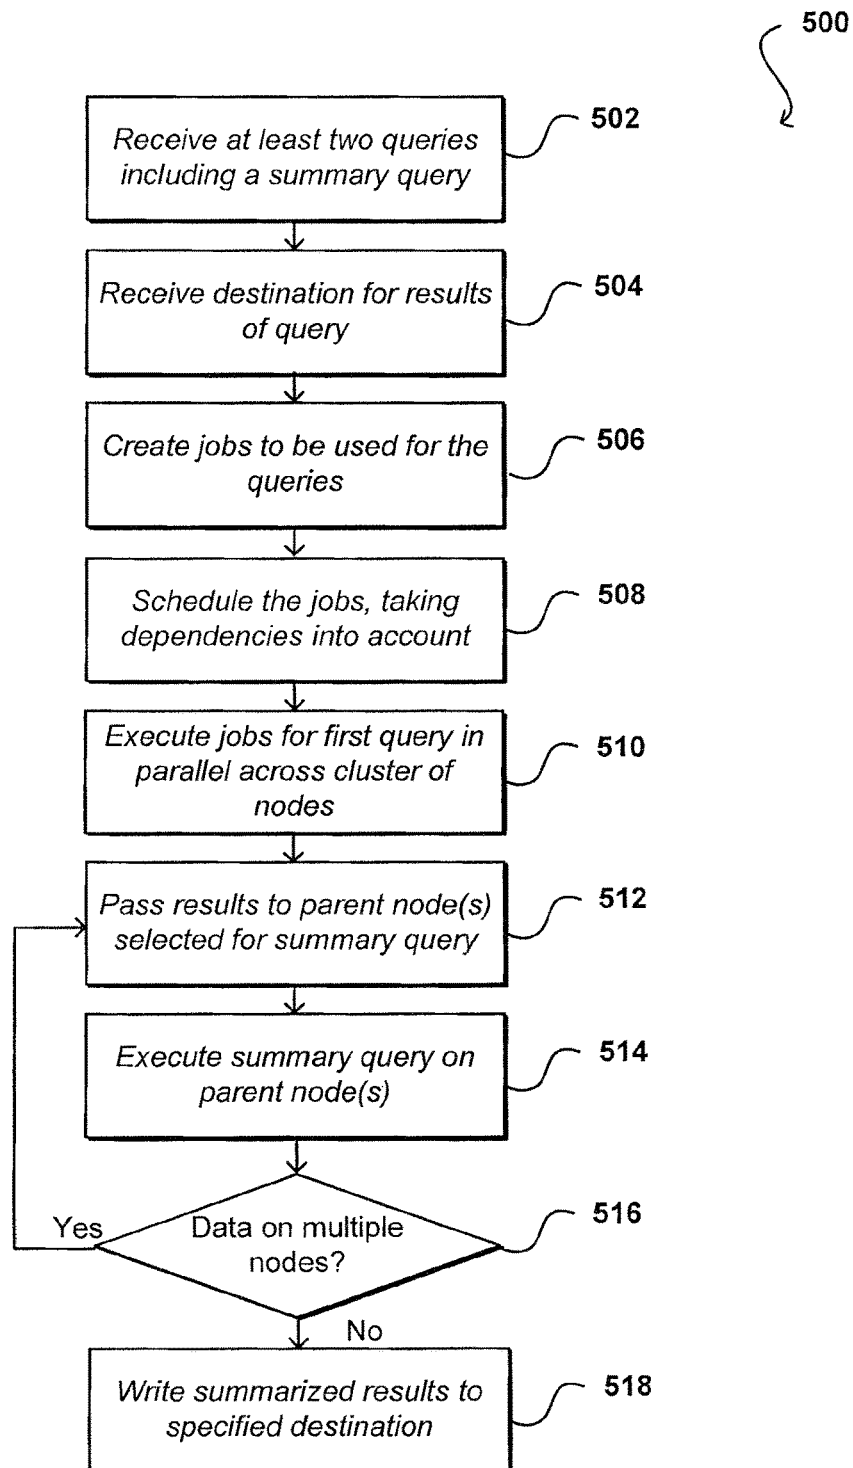 500
Receive at least two queries
including a summary query
502
Receive destination for results
of query
504
Create jobs to be used for the
queries
506
Schedule the jobs, taking
dependencies into account
508
Execute jobs for first query in
parallel across cluster of
nodes
510
Pass results to parent node(s)
selected for summary query
512
Execute summary query on
parent node(s)
514
Data on multiple
nodes?
516
Yes
No
Write summarized results to
specified destination
518